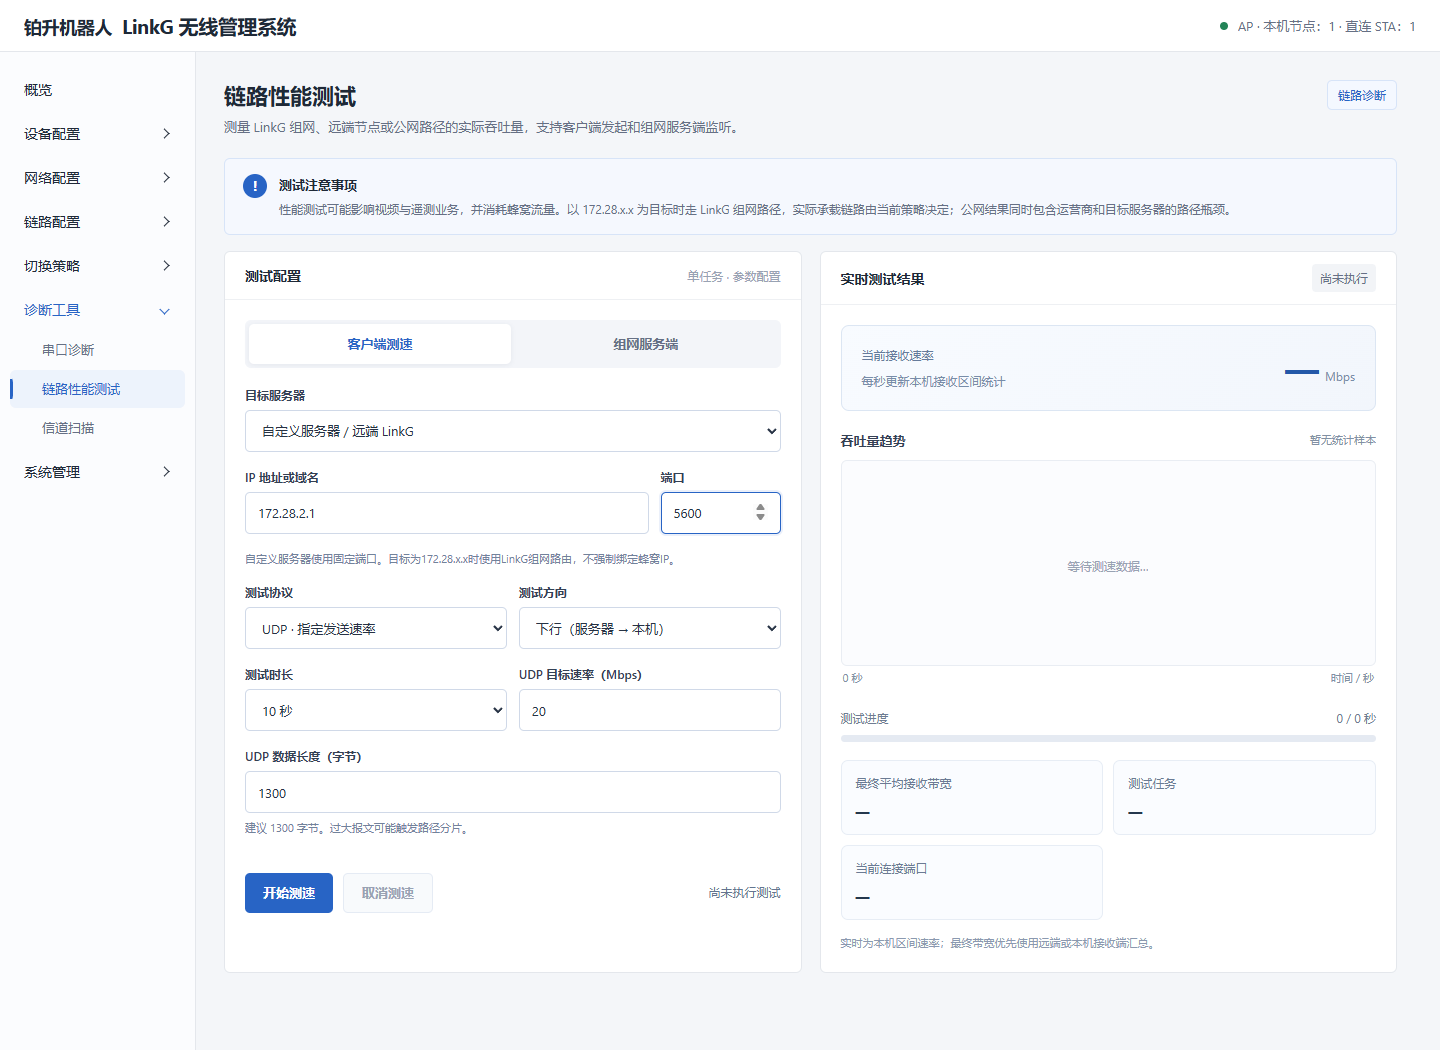 铂升机器人 LinkG 无线管理系统
AP · 本机节点：1 · 直连 STA：1
概览
设备配置
网络配置
链路配置
切换策略
诊断工具
串口诊断
链路性能测试
信道扫描
系统管理
链路性能测试
链路诊断
测量 LinkG 组网、远端节点或公网路径的实际吞吐量，支持客户端发起和组网服务端监听。
!
测试注意事项
性能测试可能影响视频与遥测业务，并消耗蜂窝流量。以 172.28.x.x 为目标时走 LinkG 组网路径，实际承载链路由当前策略决定；公网结果同时包含运营商和目标服务器的路径瓶颈。
测试配置
单任务 · 参数配置
客户端测速
组网服务端
目标服务器
自定义服务器 / 远端 LinkG
IP 地址或域名
端口
172.28.2.1
5600
自定义服务器使用固定端口。目标为172.28.x.x时使用LinkG组网路由，不强制绑定蜂窝IP。
测试协议
测试方向
UDP · 指定发送速率
下行（服务器 → 本机）
测试时长
UDP 目标速率（Mbps）
10 秒
20
UDP 数据长度（字节）
1300
建议 1300 字节。过大报文可能触发路径分片。
开始测速
取消测速
尚未执行测试
实时测试结果
尚未执行
当前接收速率
每秒更新本机接收区间统计
— Mbps
吞吐量趋势
暂无统计样本
等待测速数据...
0 秒
时间 / 秒
测试进度
0 / 0 秒
最终平均接收带宽
—
测试任务
—
当前连接端口
—
实时为本机区间速率；最终带宽优先使用远端或本机接收端汇总。